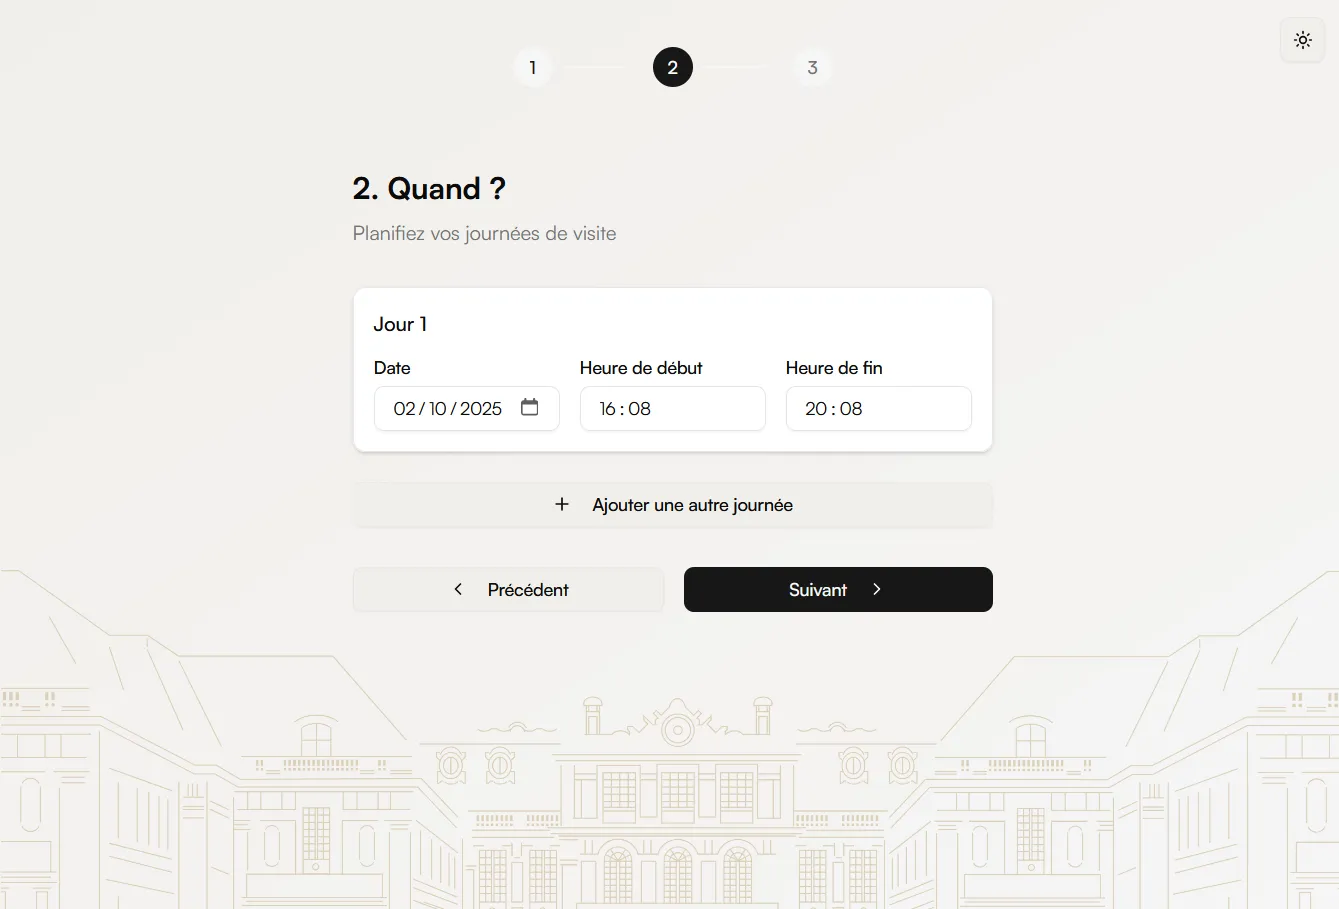 1
2
3
2. Quand ?
Planifiez vos journées de visite
Jour 1
Date
Heure de début
Heure de fin
02 / 10 / 2025
16 : 08
20 : 08
Ajouter une autre journée
Précédent
Suivant